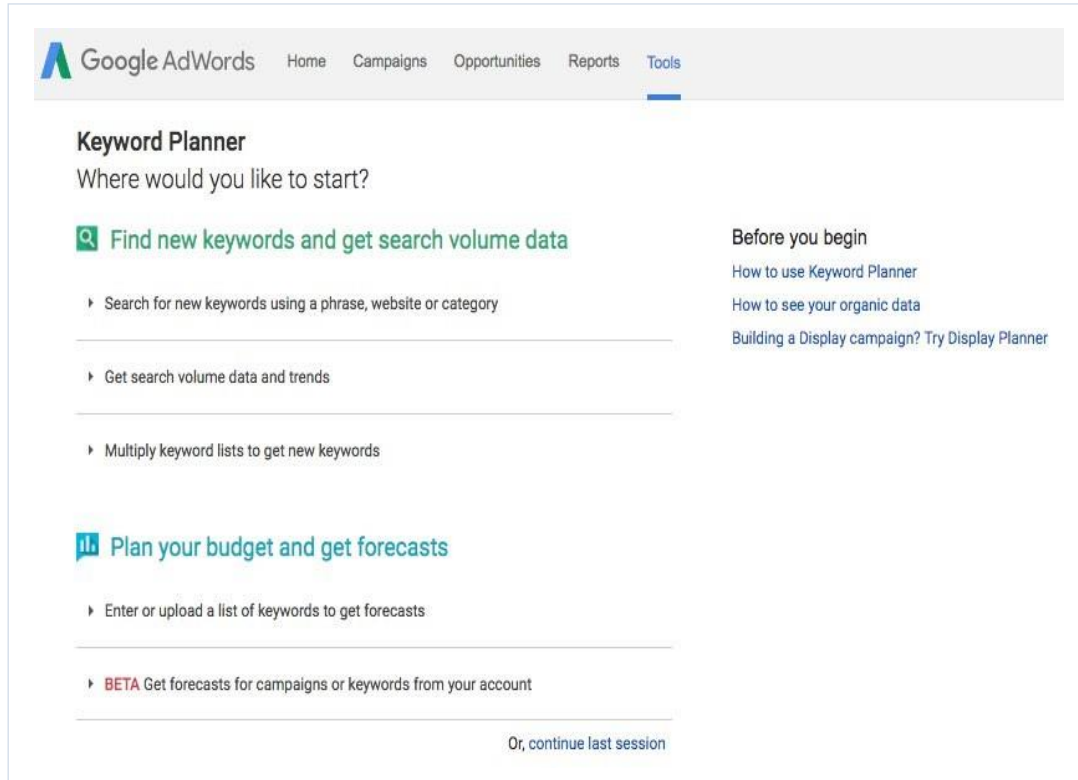 Google AdWords Home Campaigns Opportunities Reports Tools
Keyword Planner
Where would you like to start?
Find new keywords and get search volume data
Search for new keywords using a phrase, website or category
Get search volume data and trends
Multiply keyword lists to get new keywords
Plan your budget and get forecasts
Enter or upload a list of keywords to get forecasts
BETA Get forecasts for campaigns or keywords from your account
Or, continue last session
Before you begin
How to use Keyword Planner
How to see your organic data
Building a Display campaign? Try Display Planner